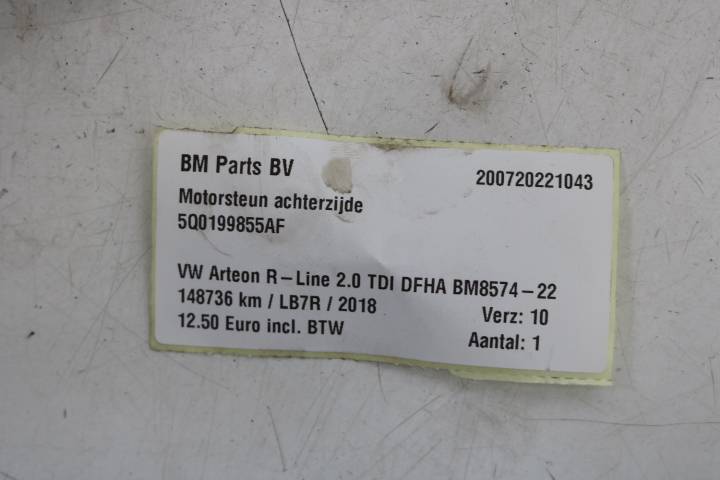 BM Parts BV
200720221043
Motorsteun achterzijde
5Q0199855AF
VW Arteon R-Line 2.0 TDI DFHA BM8574-22
148736 km / LB7R / 2018
Verz: 10
12.50 Euro incl. BTW
Aantal: 1